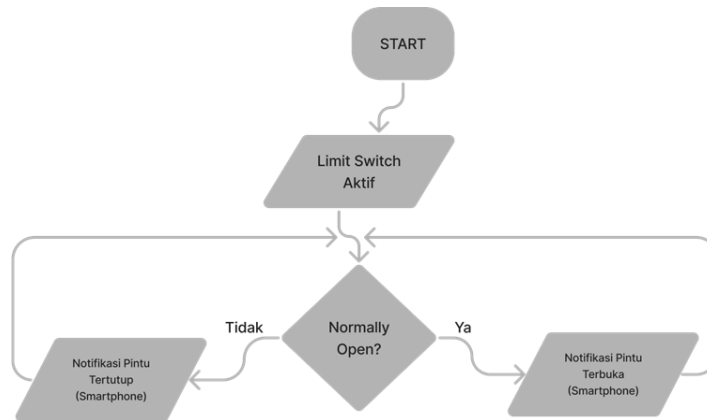 START
Limit Switch
Aktif
Tidak
Normally
Open?
Ya
Notifikasi Pintu
Tertutup
(Smartphone)
Notifikasi Pintu
Terbuka
(Smartphone)